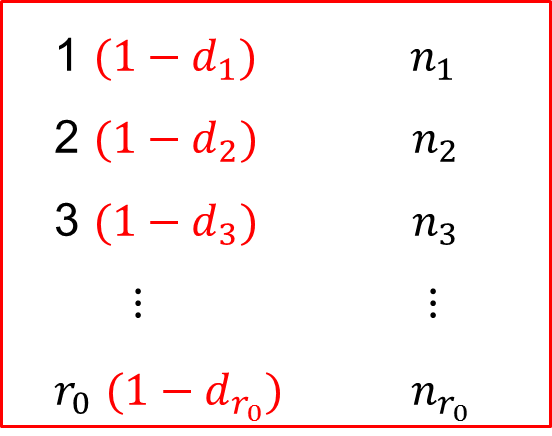 1 (1 − d₁) n₁
2 (1 − d₂) n₂
3 (1 − d₃) n₃
⋮ ⋮
r₀ (1 − d_{r₀}) n_{r₀}